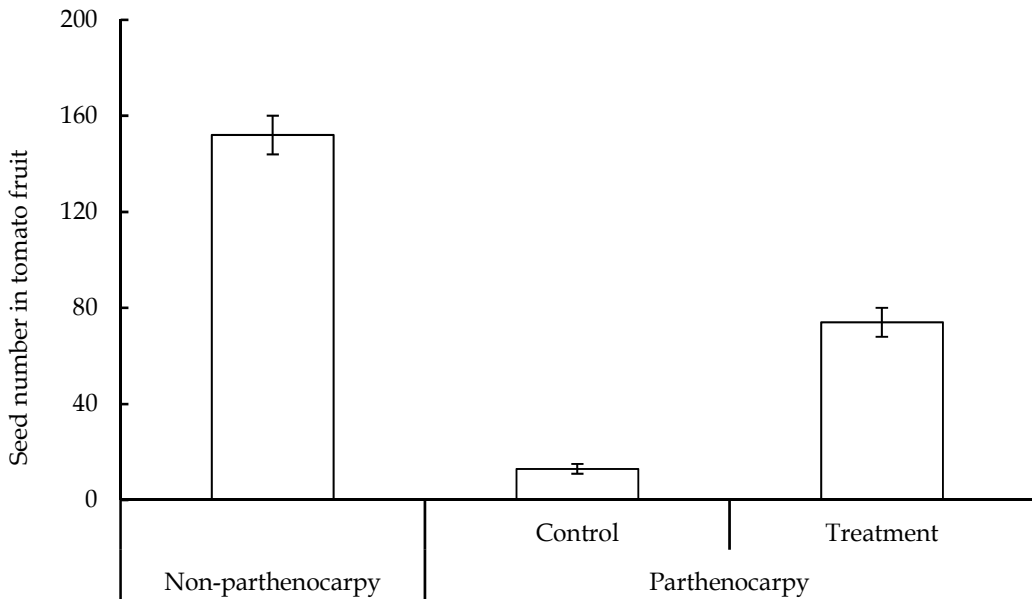 Seed number in tomato fruit
200
160
120
80
40
0
Control
Treatment
Non-parthenocarpy
Parthenocarpy